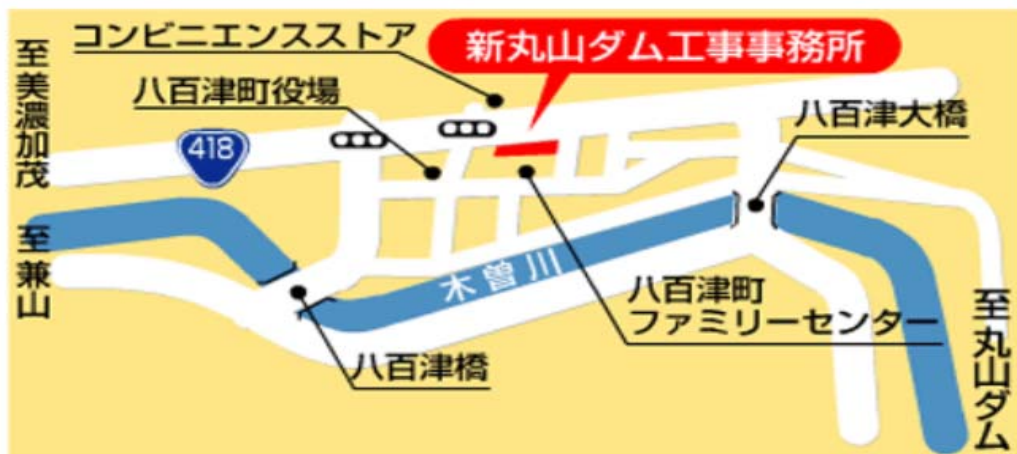 コンビニエンスストア
新丸山ダム工事事務所
至美濃加茂
八百津町役場
八百津大橋
418
至兼山
木曽川
八百津町
ファミリーセンター
八百津橋
至丸山ダム